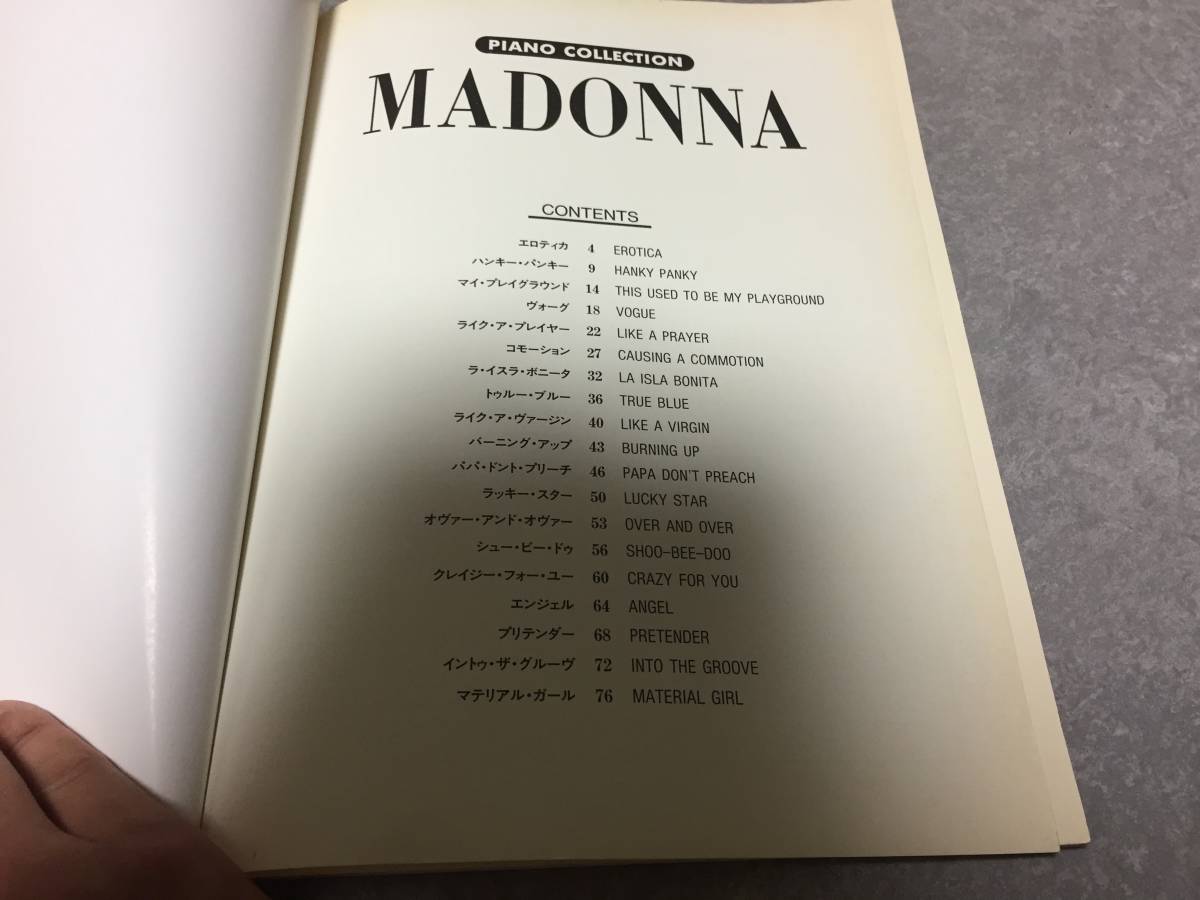 PIANO COLLECTION
MADONNA
CONTENTS
エロティカ 4 EROTICA
ハンキー・パンキー 9 HANKY PANKY
マイ・プレイグラウンド 14 THIS USED TO BE MY PLAYGROUND
ヴォーグ 18 VOGUE
ライク・ア・プレイヤー 22 LIKE A PRAYER
コモーション 27 CAUSING A COMMOTION
ラ・イスラ・ボニータ 32 LA ISLA BONITA
トゥルー・ブルー 36 TRUE BLUE
ライク・ア・ヴァージン 40 LIKE A VIRGIN
バーニング・アップ 43 BURNING UP
パパ・ドント・プリーチ 46 PAPA DON'T PREACH
ラッキー・スター 50 LUCKY STAR
オヴァー・アンド・オヴァー 53 OVER AND OVER
シュー・ビー・ドゥ 56 SHOO-BEE-DOO
クレイジー・フォー・ユー 60 CRAZY FOR YOU
エンジェル 64 ANGEL
プリテンダー 68 PRETENDER
イントゥ・ザ・グルーヴ 72 INTO THE GROOVE
マテリアル・ガール 76 MATERIAL GIRL